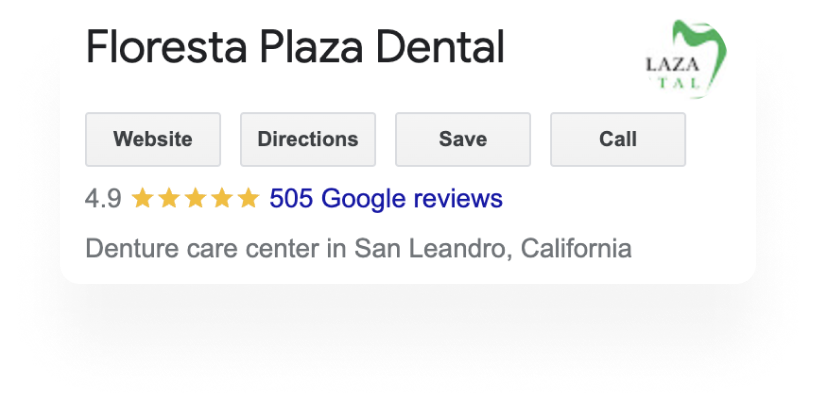 Floresta Plaza Dental
LAZA
TAL
Website Directions Save Call
4.9 505 Google reviews
Denture care center in San Leandro, California